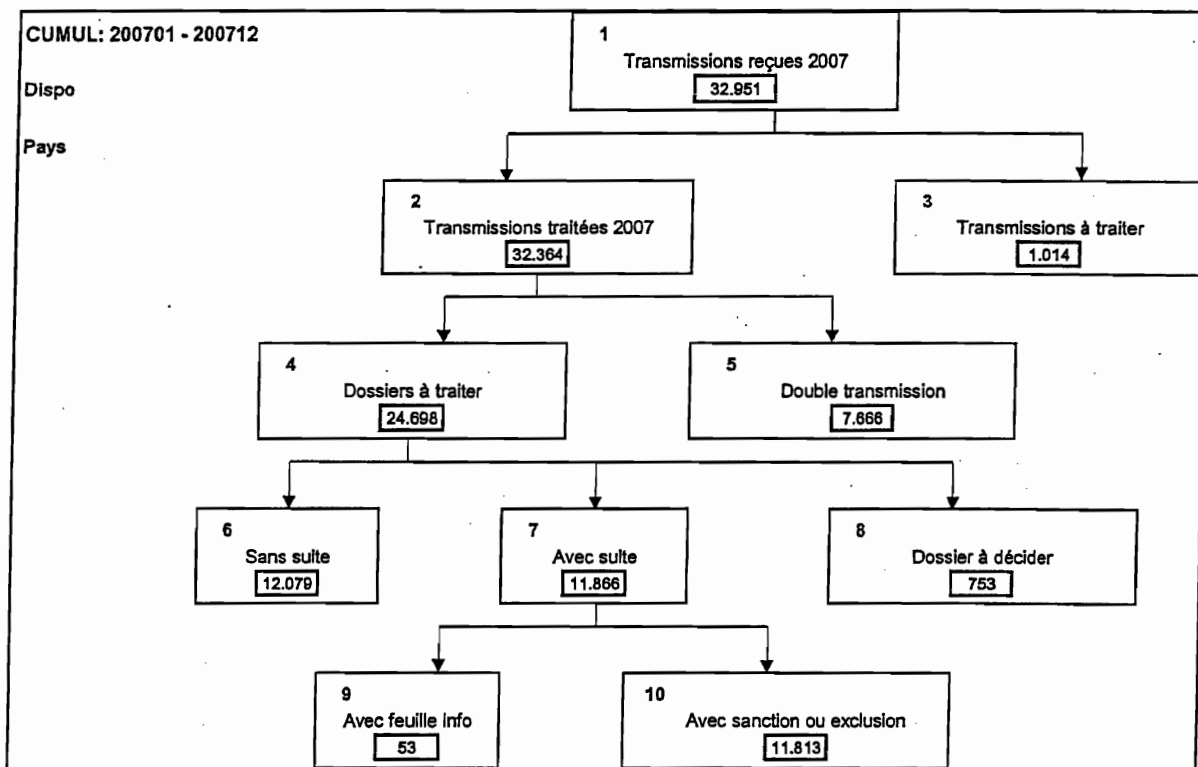 CUMUL: 200701 - 200712
Dispo
Pays
1
Transmissions reçues 2007
32.951
2
Transmissions traitées 2007
32.364
3
Transmissions à traiter
1.014
4
Dossiers à traiter
24.698
5
Double transmission
7.666
6
Sans suite
12.079
7
Avec suite
11.866
8
Dossier à décider
753
9
Avec feuille info
53
10
Avec sanction ou exclusion
11.813